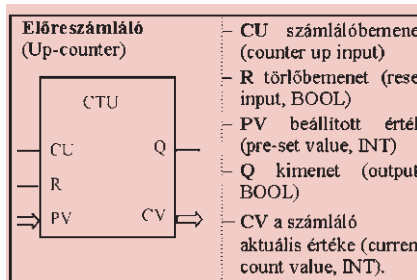 Előreszámláló
(Up-counter)
CTU
CU Q
R
PV CV
– CU számlálóbemene
(counter up input)
– R törlőbemenet (rese
input, BOOL)
– PV beállított érték
(pre-set value, INT)
– Q kimenet (output
BOOL)
– CV a számláló
aktuális értéke (curren
count value, INT).